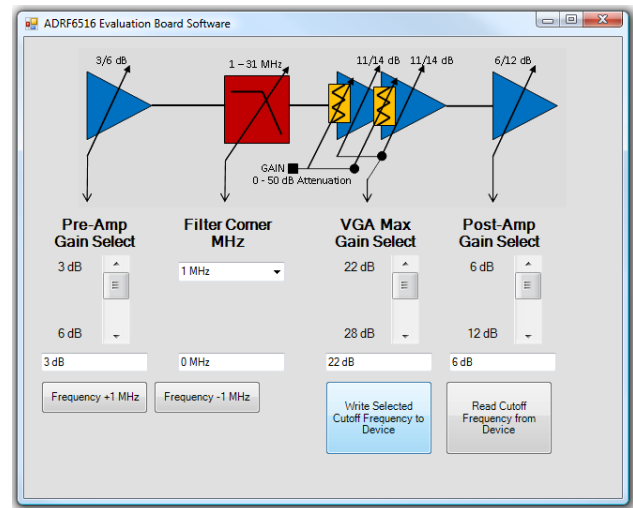 ADRF6516 Evaluation Board Software
3/6 dB
1 – 31 MHz
11/14 dB
11/14 dB
6/12 dB
GAIN
0 - 50 dB Attenuation
Pre-Amp
Gain Select
Filter Corner
MHz
VGA Max
Gain Select
Post-Amp
Gain Select
3 dB
1 MHz
22 dB
6 dB
6 dB
28 dB
12 dB
3 dB
0 MHz
22 dB
6 dB
Frequency +1 MHz
Frequency -1 MHz
Write Selected
Cutoff Frequency to
Device
Read Cutoff
Frequency from
Device